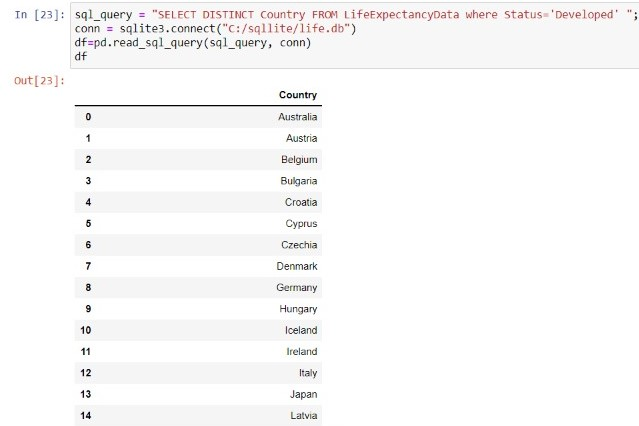 In [23]: sql_query = "SELECT DISTINCT Country FROM LifeExpectancyData where Status='Developed' ";
conn = sqlite3.connect("C:/sqllite/life.db")
df=pd.read_sql_query(sql_query, conn)
df
Out[23]:
Country
0 Australia
1 Austria
2 Belgium
3 Bulgaria
4 Croatia
5 Cyprus
6 Czechia
7 Denmark
8 Germany
9 Hungary
10 Iceland
11 Ireland
12 Italy
13 Japan
14 Latvia